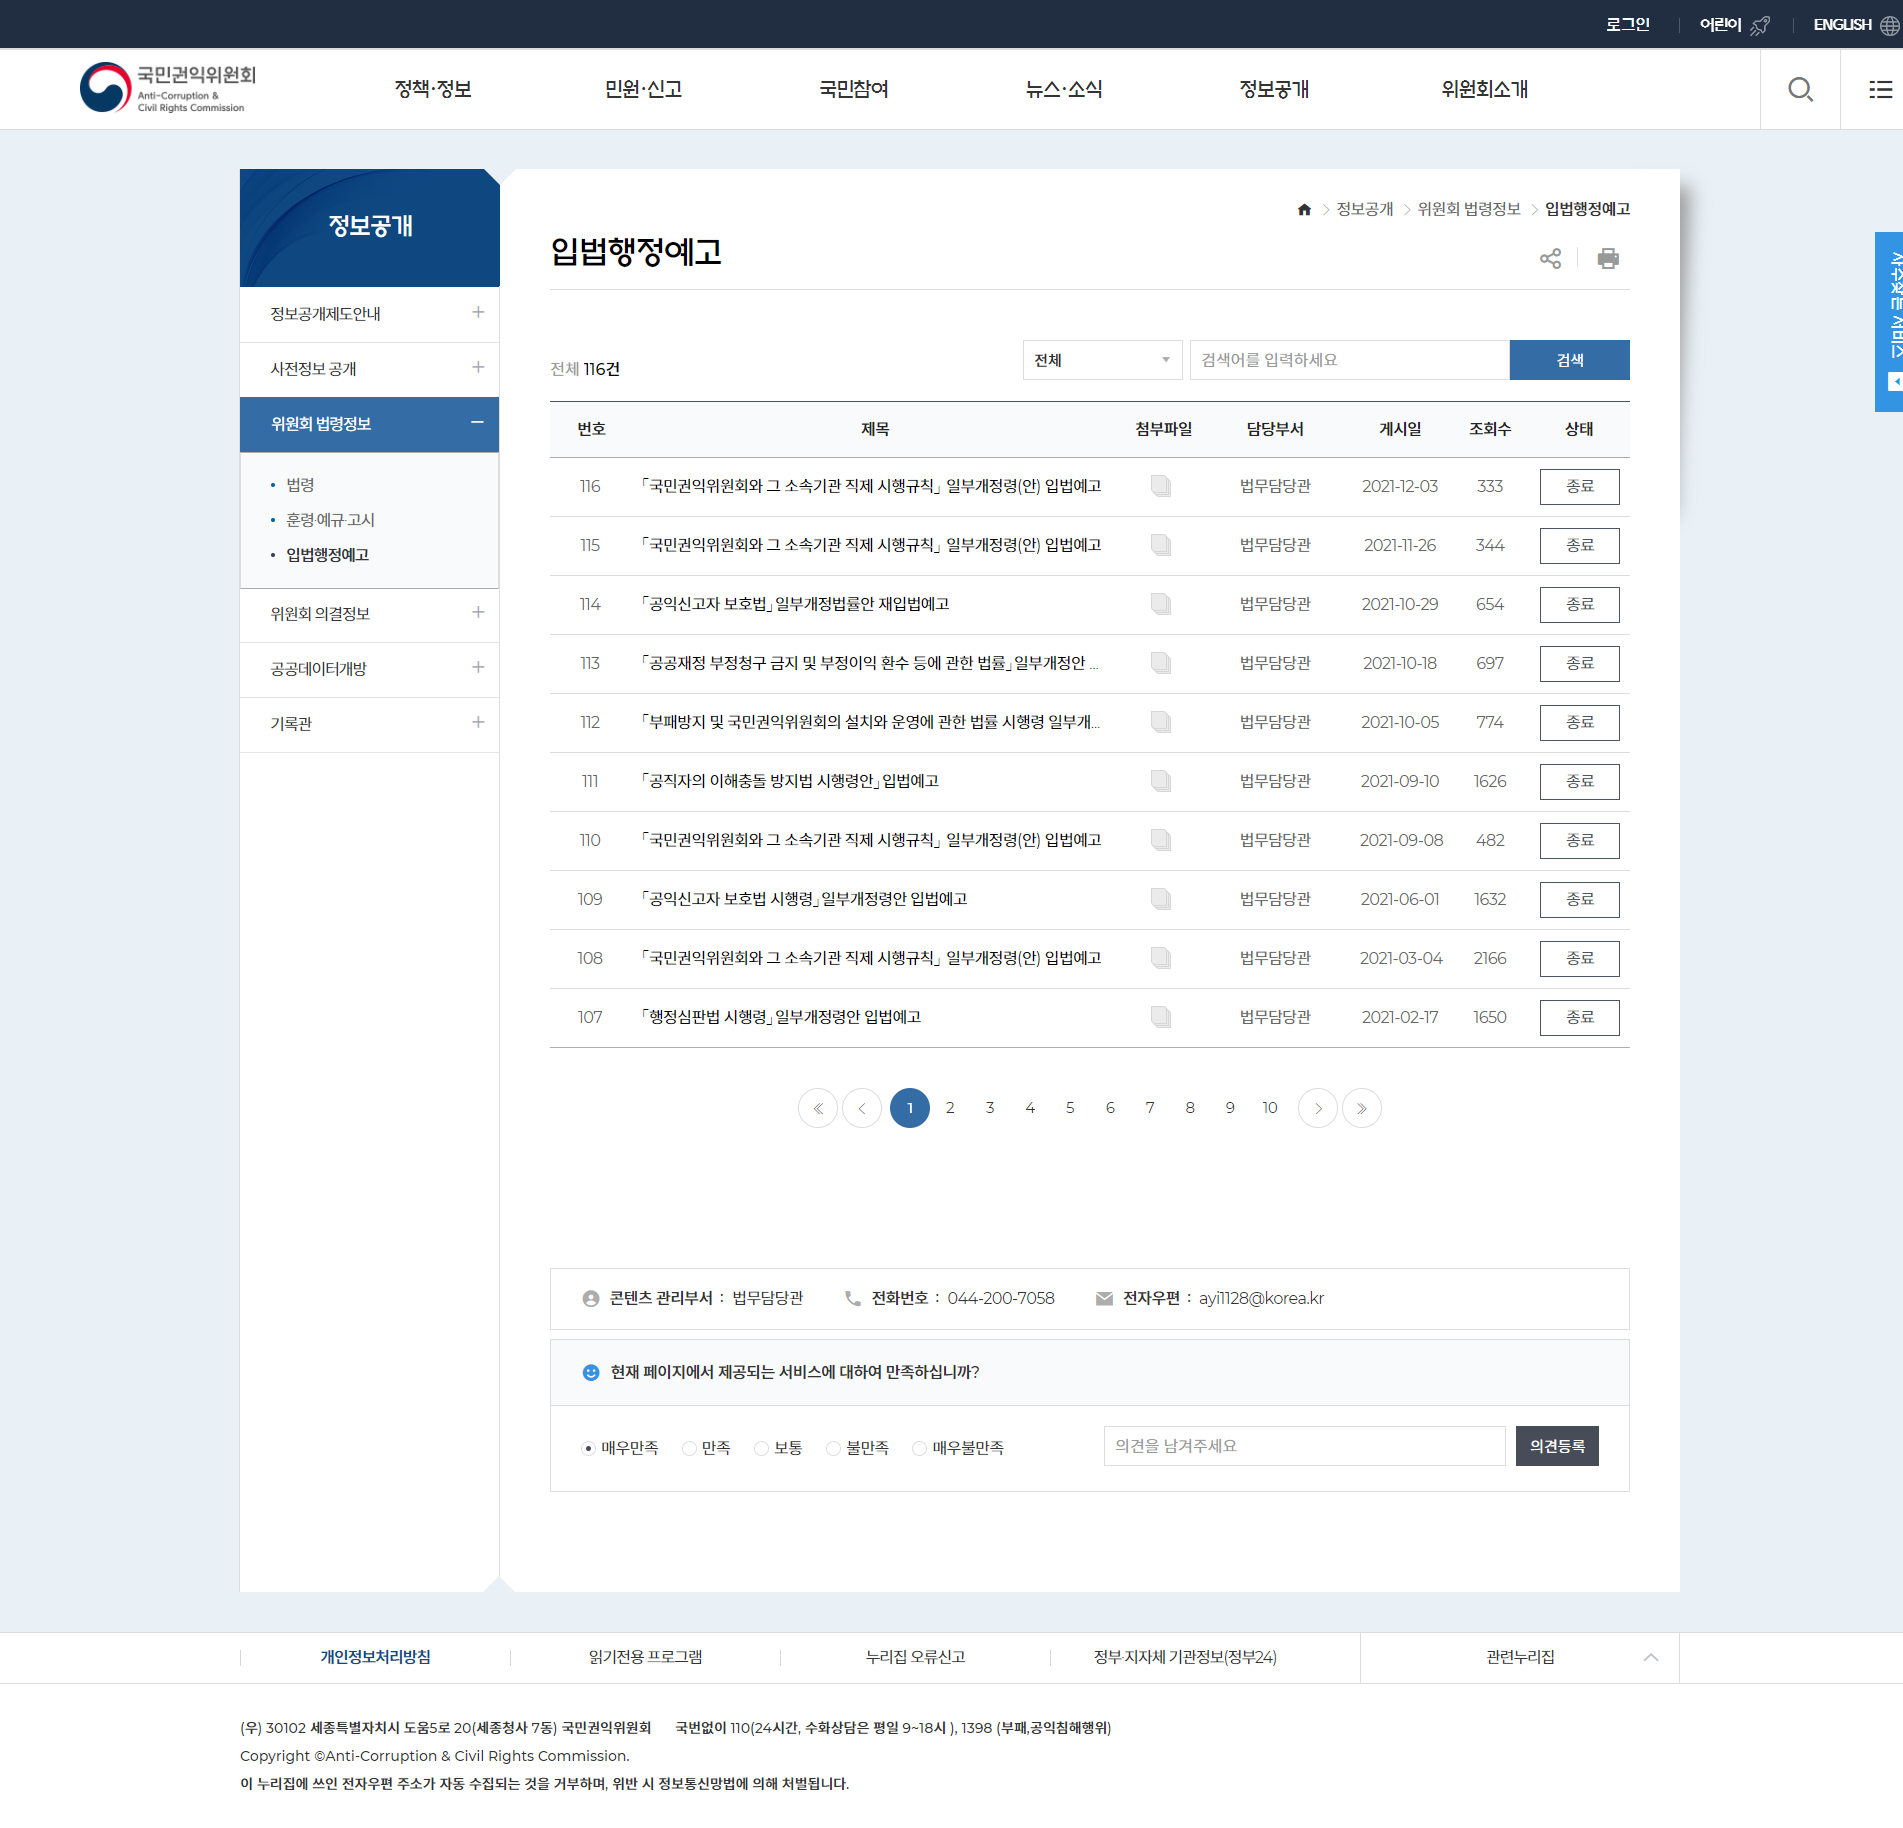 로그인 어린이 ENGLISH
국민권익위원회
Anti-Corruption &
Civil Rights Commission
정책·정보 민원·신고 국민참여 뉴스·소식 정보공개 위원회소개
정보공개
정보공개제도안내
사전정보 공개
위원회 법령정보
법령
훈령·예규·고시
입법행정예고
위원회 의결정보
공공데이터개방
기록관
정보공개 위원회 법령정보 입법행정예고
입법행정예고
자주찾는 서비스
전체 116건
전체 검색어를 입력하세요 검색
번호 제목 첨부파일 담당부서 게시일 조회수 상태
116 「국민권익위원회와 그 소속기관 직제 시행규칙」 일부개정령(안) 입법예고 법무담당관 2021-12-03 333 종료
115 「국민권익위원회와 그 소속기관 직제 시행규칙」 일부개정령(안) 입법예고 법무담당관 2021-11-26 344 종료
114 「공익신고자 보호법」일부개정법률안 재입법예고 법무담당관 2021-10-29 654 종료
113 「공공재정 부정청구 금지 및 부정이익 환수 등에 관한 법률」일부개정안 ... 법무담당관 2021-10-18 697 종료
112 「부패방지 및 국민권익위원회의 설치와 운영에 관한 법률 시행령 일부개... 법무담당관 2021-10-05 774 종료
111 「공직자의 이해충돌 방지법 시행령안」입법예고 법무담당관 2021-09-10 1626 종료
110 「국민권익위원회와 그 소속기관 직제 시행규칙」 일부개정령(안) 입법예고 법무담당관 2021-09-08 482 종료
109 「공익신고자 보호법 시행령」일부개정령안 입법예고 법무담당관 2021-06-01 1632 종료
108 「국민권익위원회와 그 소속기관 직제 시행규칙」 일부개정령(안) 입법예고 법무담당관 2021-03-04 2166 종료
107 「행정심판법 시행령」일부개정령안 입법예고 법무담당관 2021-02-17 1650 종료
1 2 3 4 5 6 7 8 9 10
콘텐츠 관리부서 : 법무담당관 전화번호 : 044-200-7058 전자우편 : ayi1128@korea.kr
현재 페이지에서 제공되는 서비스에 대하여 만족하십니까?
매우만족 만족 보통 불만족 매우불만족 의견을 남겨주세요 의견등록
개인정보처리방침 읽기전용 프로그램 누리집 오류신고 정부·지자체 기관정보(정부24) 관련누리집
(우) 30102 세종특별자치시 도움5로 20(세종청사 7동) 국민권익위원회 국번없이 110(24시간, 수화상담은 평일 9~18시 ), 1398 (부패,공익침해행위)
Copyright ©Anti-Corruption & Civil Rights Commission.
이 누리집에 쓰인 전자우편 주소가 자동 수집되는 것을 거부하며, 위반 시 정보통신망법에 의해 처벌됩니다.